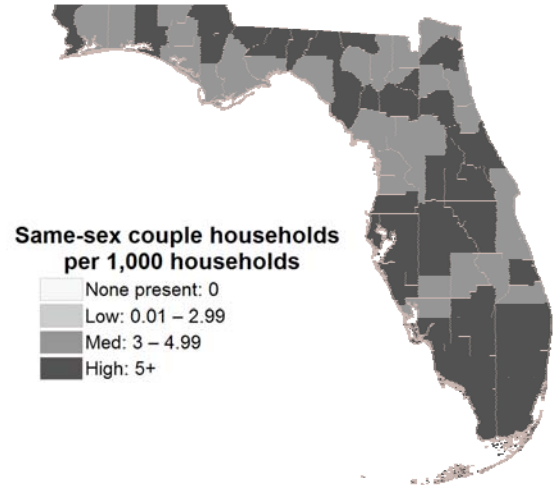 Same-sex couple households
per 1,000 households
None present: 0
Low: 0.01 – 2.99
Med: 3 – 4.99
High: 5+